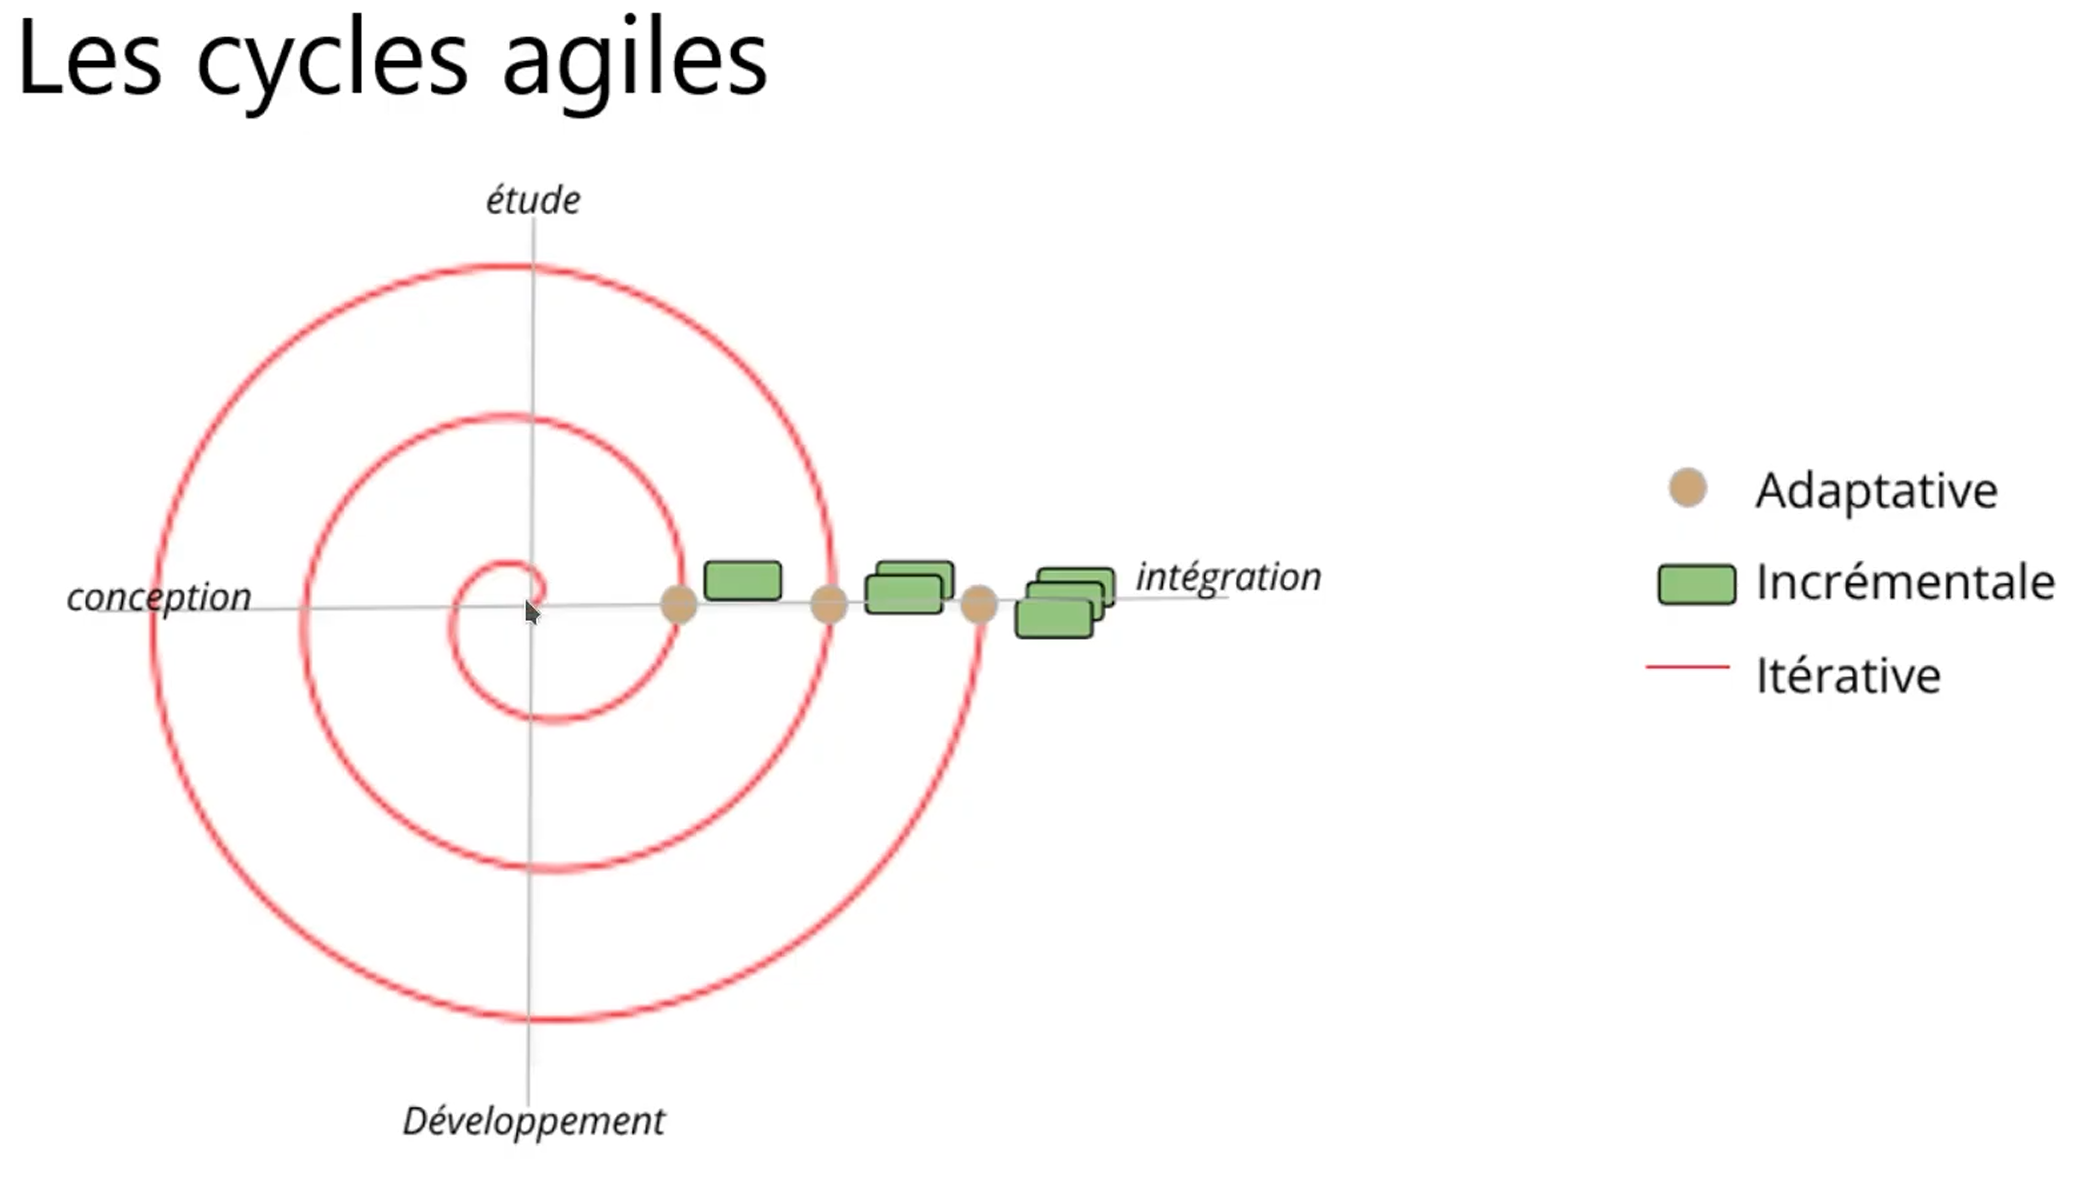 Les cycles agiles
étude
conception
intégration
Développement
Adaptative
Incrémentale
Itérative